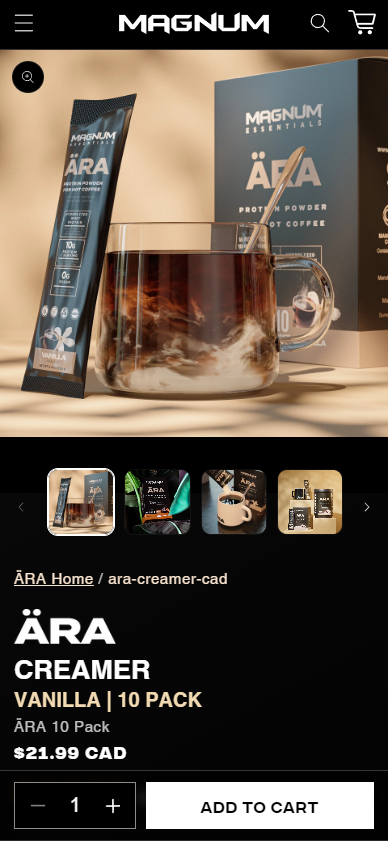 MAGNUM
MAGNUM
ESSENTIALS
ÄRA
PROTEIN POWDER
FOR HOT COFFEE
10g
0g
VANILLA
MAGNUM
ESSENTIALS
ÄRA
PROTEIN POWDER
FOR HOT COFFEE
10
ÄRA Home / ara-creamer-cad
ÄRA
CREAMER
VANILLA | 10 PACK
ÄRA 10 Pack
$21.99 CAD
1
ADD TO CART